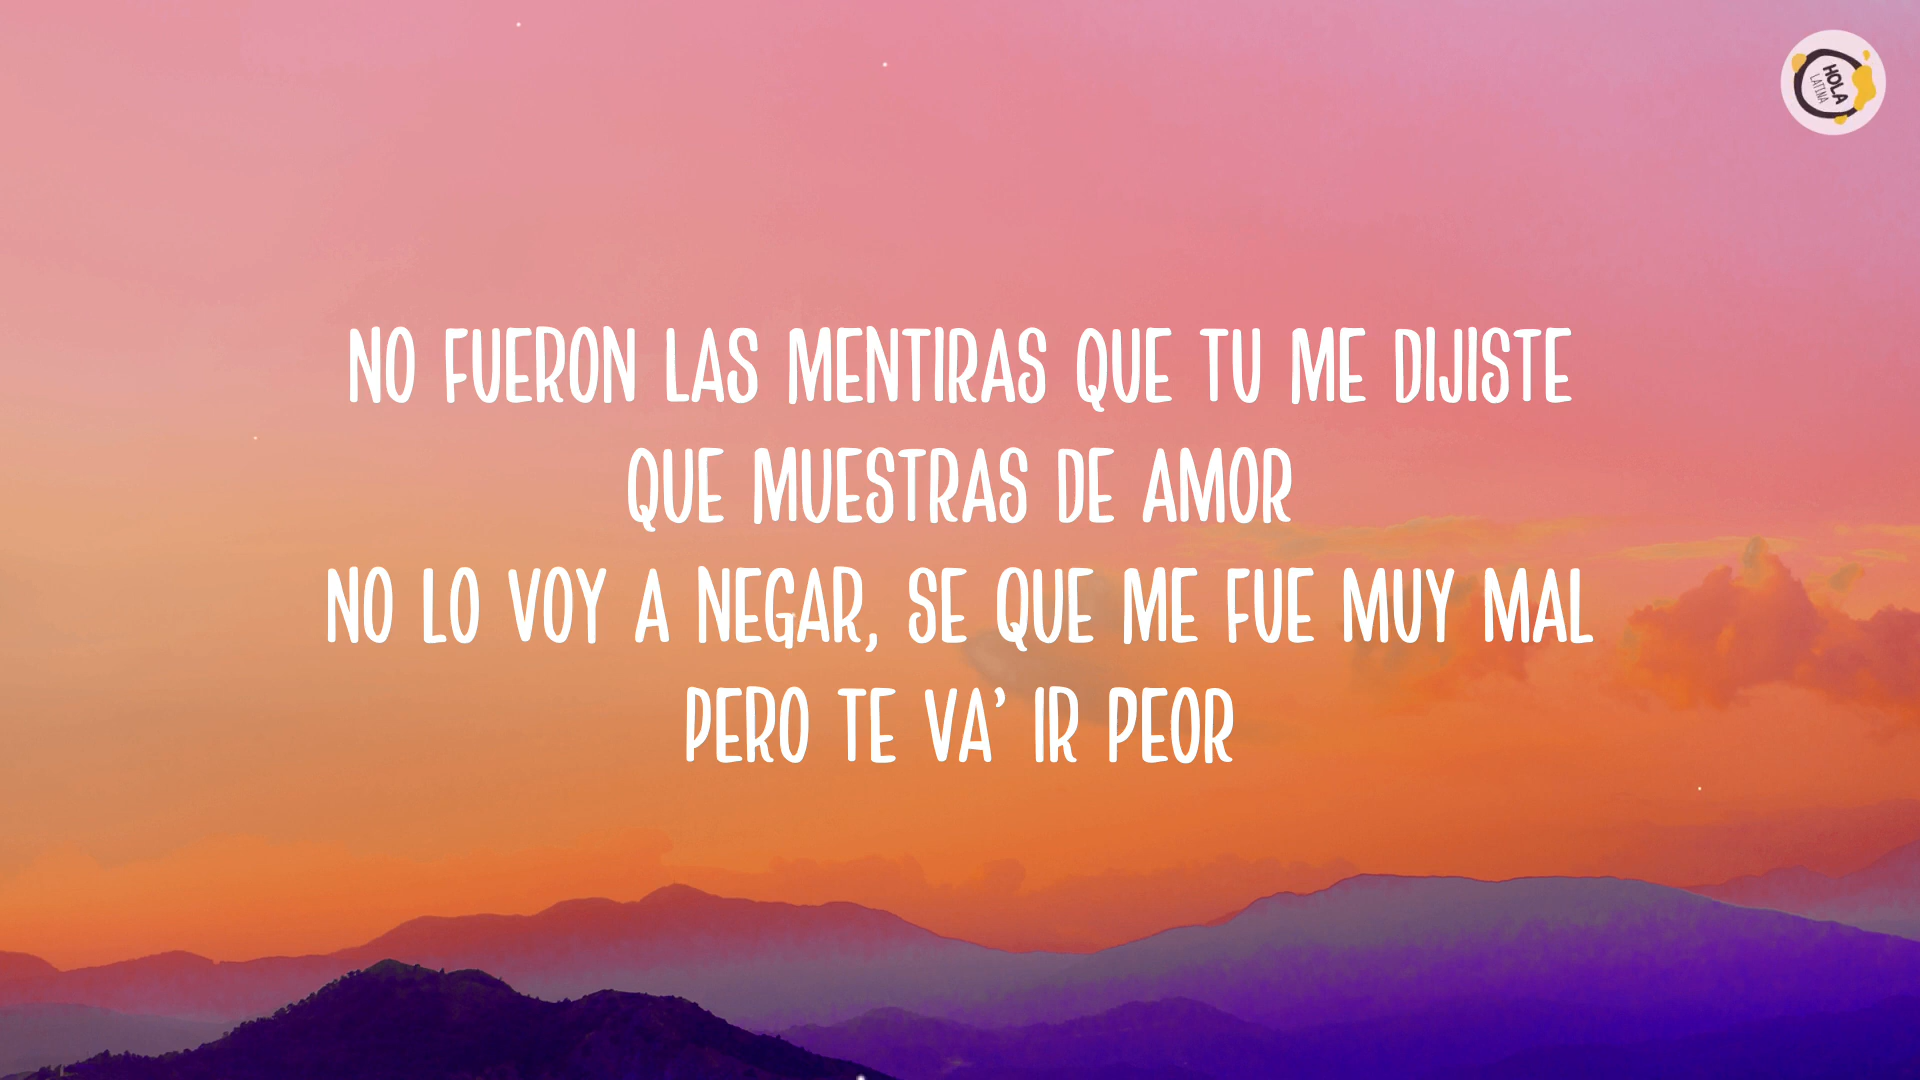 HOLA
LATINA
NO FUERON LAS MENTIRAS QUE TU ME DIJISTE
QUE MUESTRAS DE AMOR
NO LO VOY A NEGAR, SE QUE ME FUE MUY MAL
PERO TE VA' IR PEOR